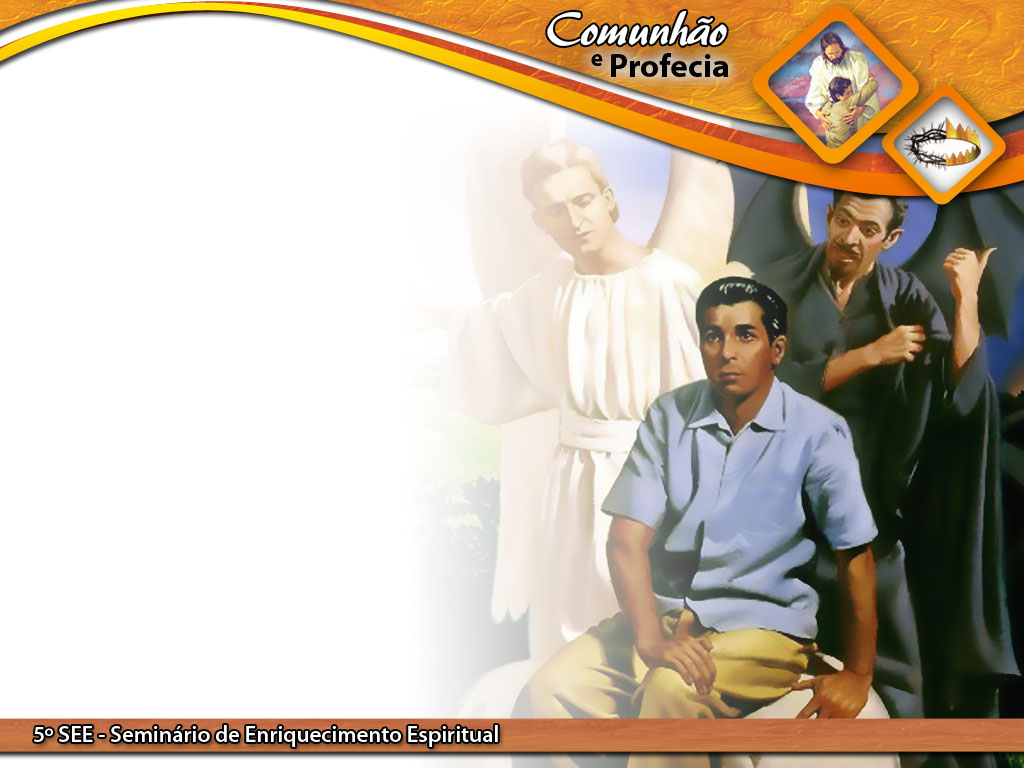 Comunhão
e Profecia
5º SEE - Seminário de Enriquecimento Espiritual